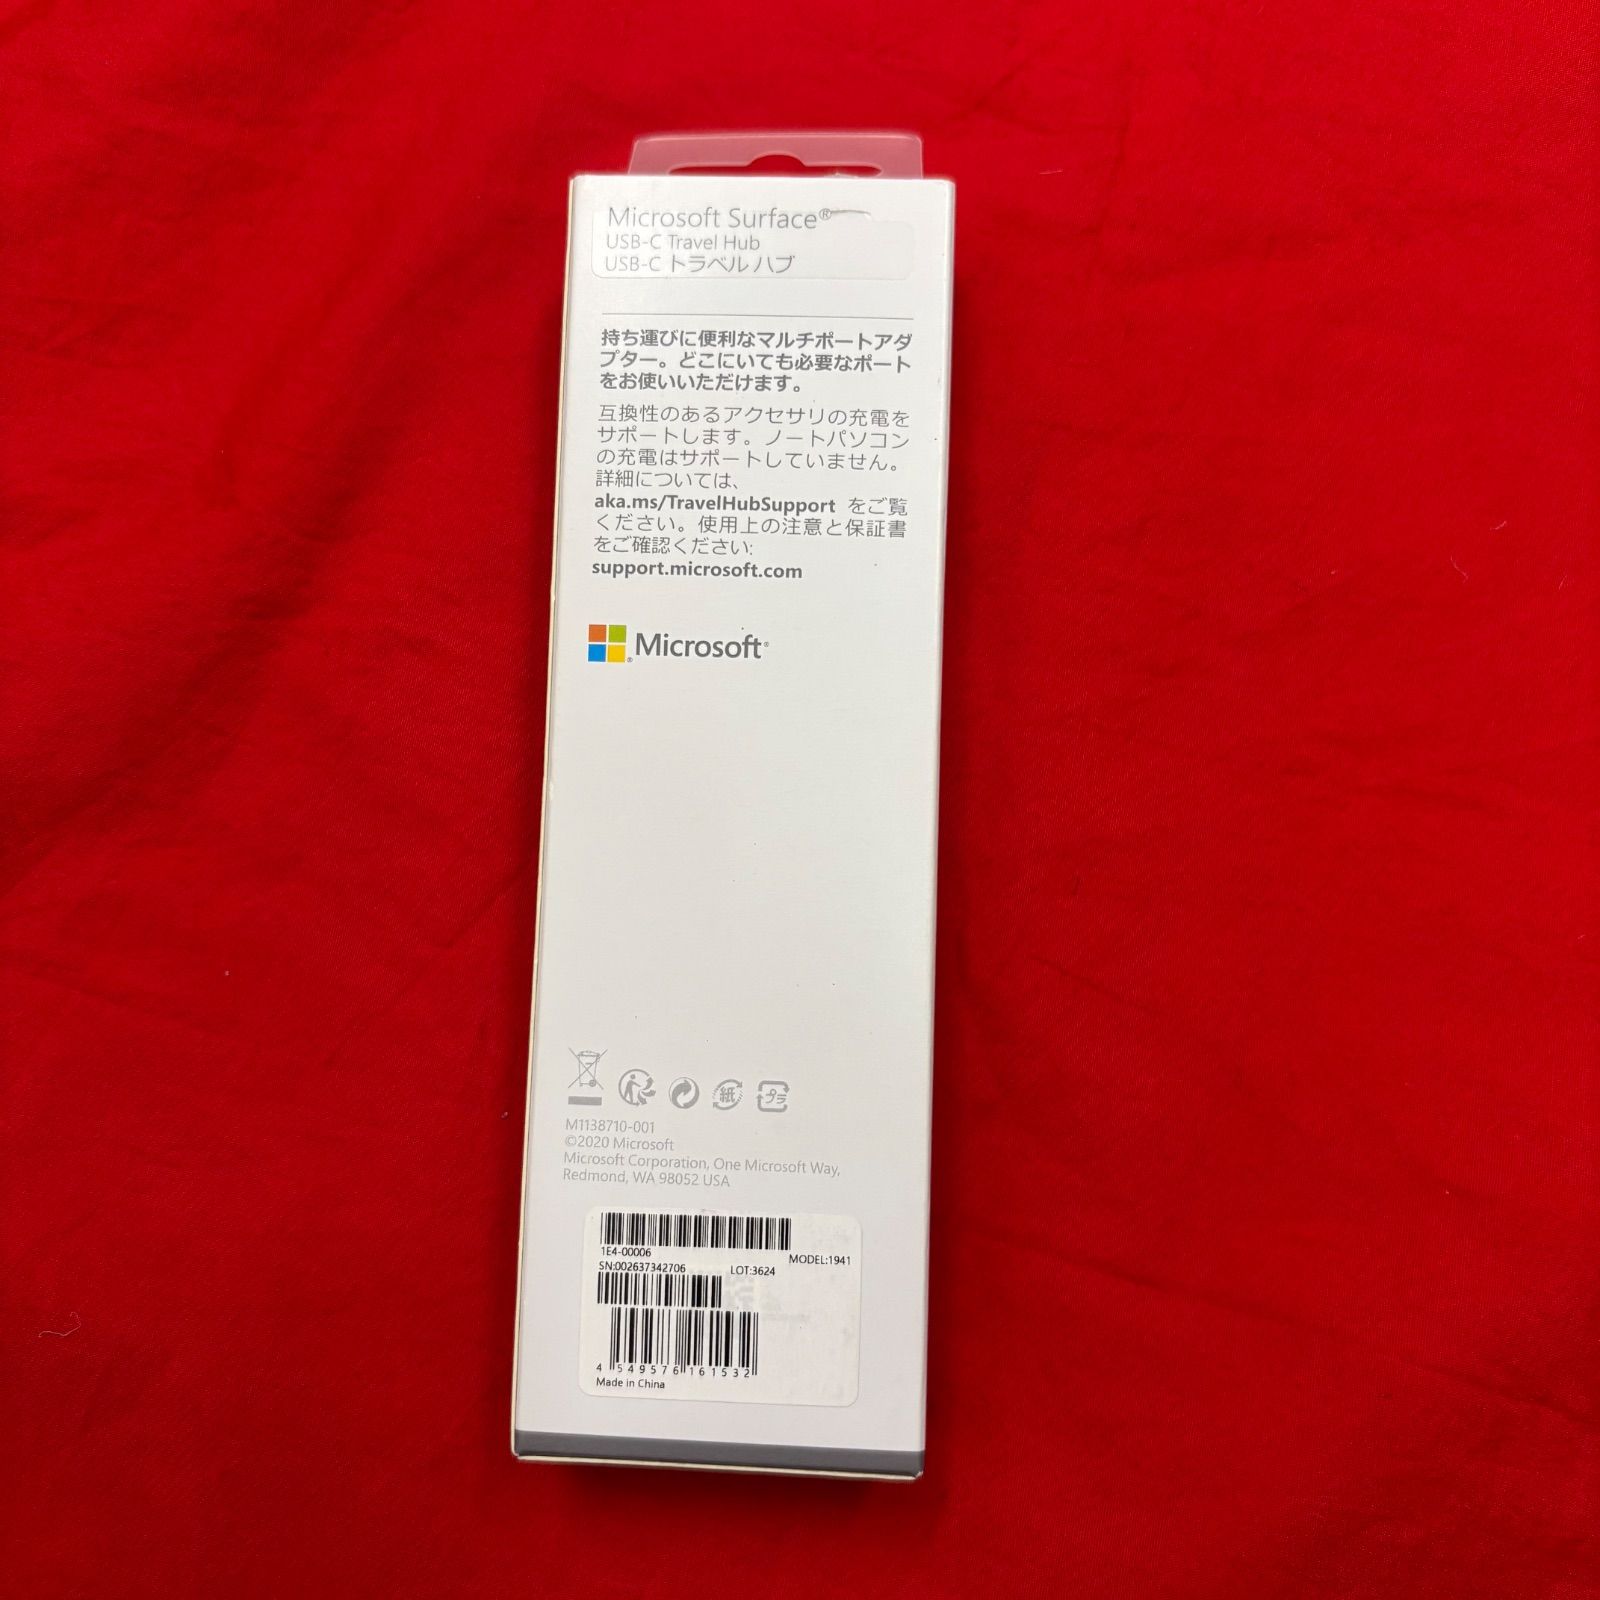 Microsoft Surface®
USB-C Travel Hub
USB-C トラベル ハブ
持ち運びに便利なマルチポートアダ
プター。どこにいても必要なポート
をお使いいただけます。
互換性のあるアクセサリの充電を
サポートします。ノートパソコン
の充電はサポートしていません。
詳細については、
aka.ms/TravelHubSupport をご覧
ください。使用上の注意と保証書
をご確認ください:
support.microsoft.com
Microsoft®
紙 プラ
M1138710-001
©2020 Microsoft
Microsoft Corporation, One Microsoft Way,
Redmond, WA 98052 USA
1E4-00006
MODEL:1941
SN:002637342706 LOT:3624
4 549576 161532
Made in China